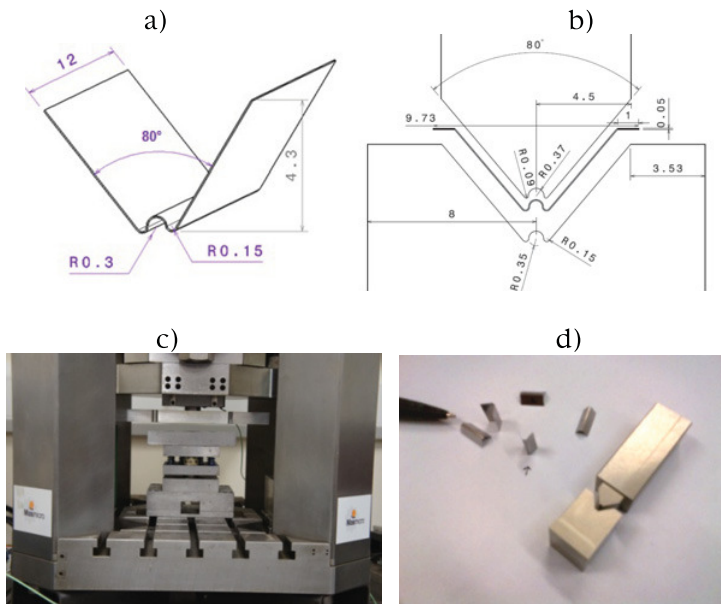 a)
12
80°
4.3
R0.3
R0.15
b)
80°
4.5
9.73
1
0.05
R0.09
R0.37
3.53
8
R0.35
R0.15
c)
d)